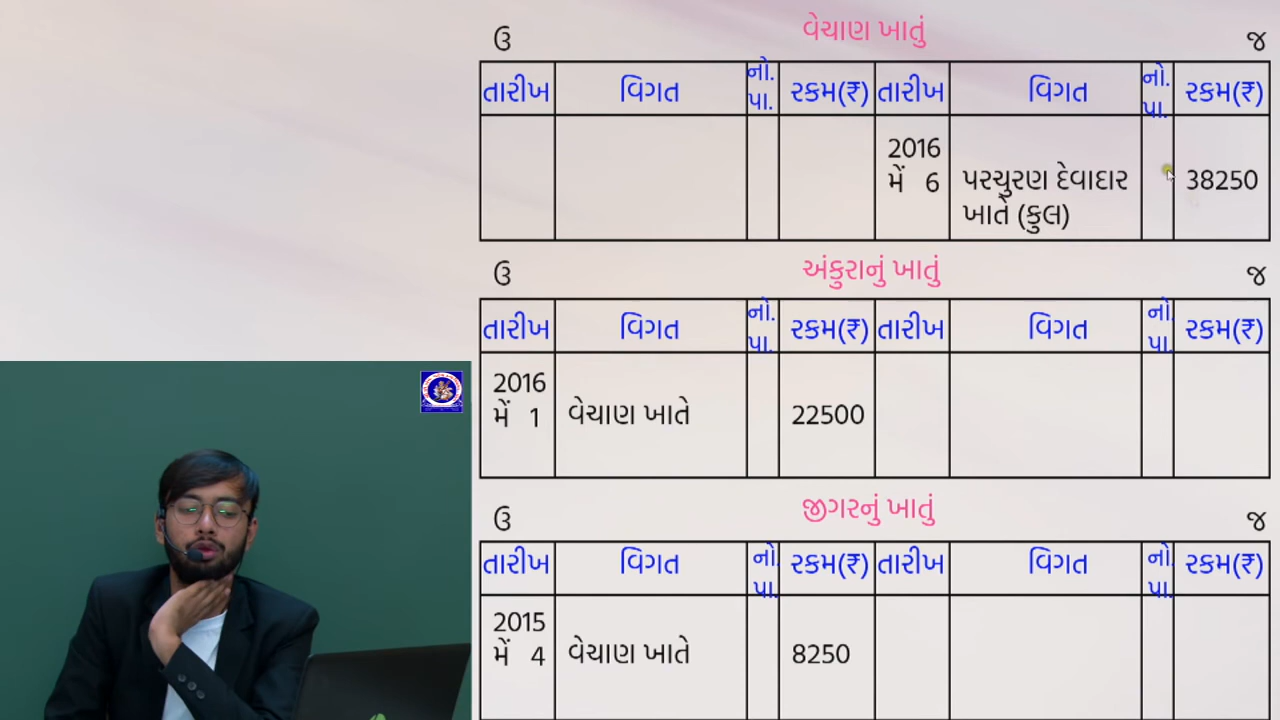 ઉ વેચાણ ખાતું જ
તારીખ વિગત નો. પા. રકમ(₹) તારીખ વિગત નો. પા. રકમ(₹)
2016
મેં 6 પરચુરણ દેવાદાર 38250
ખાતે (કુલ)
ઉ અંકુરાનું ખાતું જ
તારીખ વિગત નો. પા. રકમ(₹) તારીખ વિગત નો. પા. રકમ(₹)
2016
મેં 1 વેચાણ ખાતે 22500
ઉ જીગરનું ખાતું જ
તારીખ વિગત નો. પા. રકમ(₹) તારીખ વિગત નો. પા. રકમ(₹)
2015
મેં 4 વેચાણ ખાતે 8250